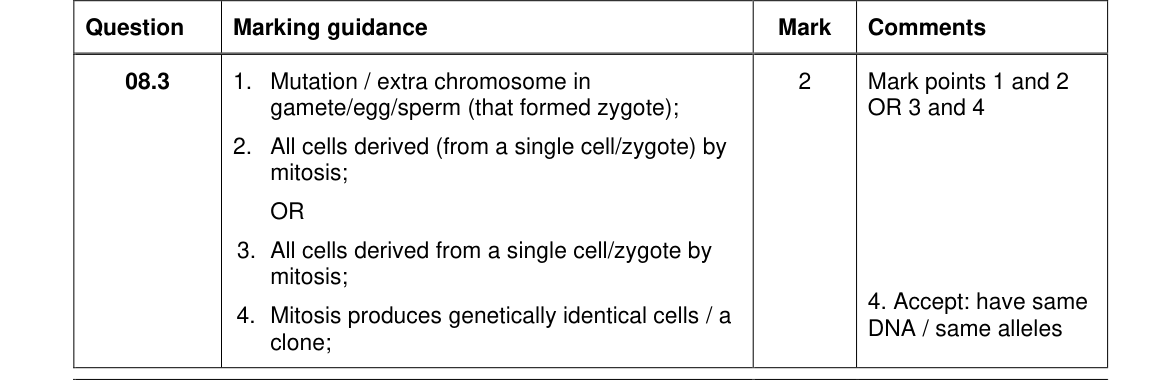 Question Marking guidance Mark Comments
08.3 1. Mutation / extra chromosome in 2 Mark points 1 and 2
gamete/egg/sperm (that formed zygote); OR 3 and 4
2. All cells derived (from a single cell/zygote) by
mitosis;
OR
3. All cells derived from a single cell/zygote by
mitosis;
4. Mitosis produces genetically identical cells / a
clone;
4. Accept: have same
DNA / same alleles